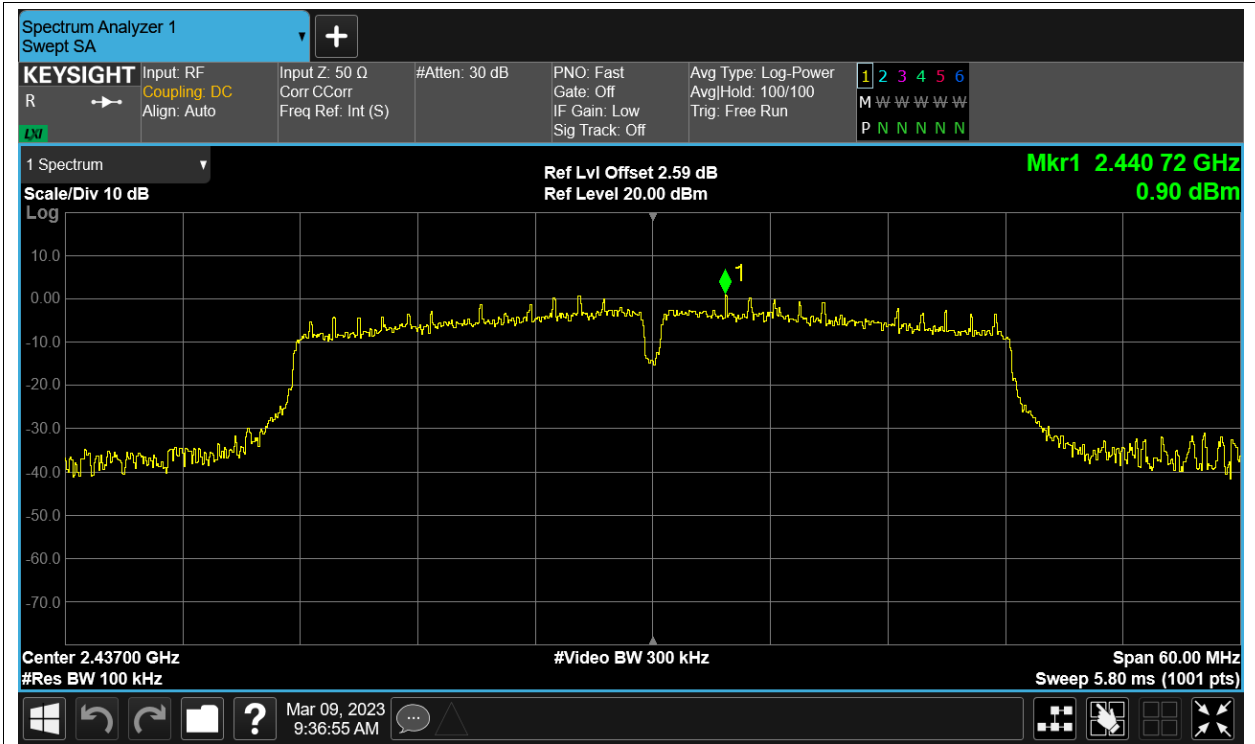 Spectrum Analyzer 1
Swept SA
+
KEYSIGHT
R
LXI
Input: RF
Coupling: DC
Align: Auto
Input Z: 50 Ω
Corr CCorr
Freq Ref: Int (S)
#Atten: 30 dB
PNO: Fast
Gate: Off
IF Gain: Low
Sig Track: Off
Avg Type: Log-Power
Avg|Hold: 100/100
Trig: Free Run
1 2 3 4 5 6
M W W W W W
P N N N N N
1 Spectrum
Scale/Div 10 dB
Log
Ref Lvl Offset 2.59 dB
Ref Level 20.00 dBm
Mkr1 2.440 72 GHz
0.90 dBm
1
10.0
0.00
-10.0
-20.0
-30.0
-40.0
-50.0
-60.0
-70.0
Center 2.43700 GHz
#Res BW 100 kHz
#Video BW 300 kHz
Span 60.00 MHz
Sweep 5.80 ms (1001 pts)
?
Mar 09, 2023
9:36:55 AM